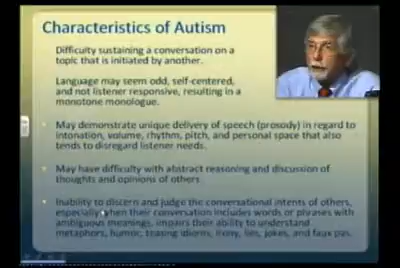 Characteristics of Autism
Difficulty sustaining a conversation on a
topic that is initiated by another.
Language may seem odd, self-centered,
and not listener responsive, resulting in a
monotone monologue.
May demonstrate unique delivery of speech (prosody) in regard to
intonation, volume, rhythm, pitch, and personal space that also
tends to disregard listener needs.
May have difficulty with abstract reasoning and discussion of
thoughts and opinions of others.
Inability to discern and judge the conversational intents of others,
especially when their conversation includes words or phrases with
ambiguous meanings, impairs their ability to understand
metaphors, humor, teasing idioms, irony, lies, jokes, and faux pas.